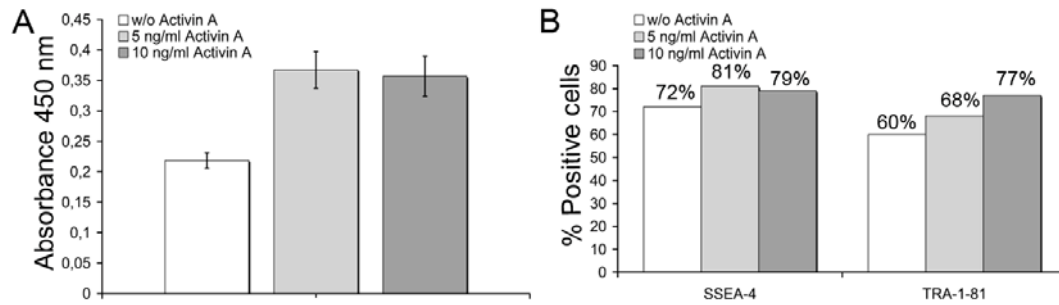 A
w/o Activin A
5 ng/ml Activin A
10 ng/ml Activin A
Absorbance 450 nm
0,5
0,45
0,4
0,35
0,3
0,25
0,2
0,15
0,1
0,05
0
B
w/o Activin A
5 ng/ml Activin A
10 ng/ml Activin A
% Positive cells
90
80
70
60
50
40
30
20
10
0
72%
81%
79%
60%
68%
77%
SSEA-4
TRA-1-81